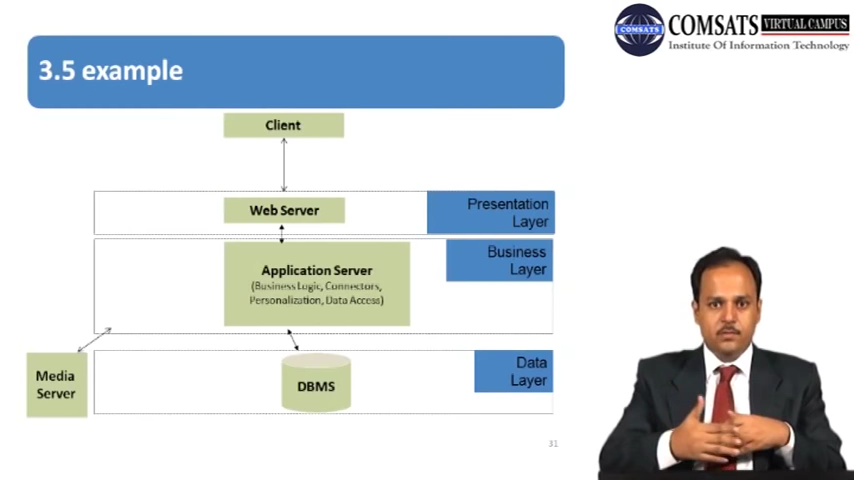 COMSATS
COMSATS VIRTUAL CAMPUS
Institute Of Information Technology
3.5 example
Client
Web Server
Presentation
Layer
Application Server
(Business Logic, Connectors,
Personalization, Data Access)
Business
Layer
Media
Server
DBMS
Data
Layer
31